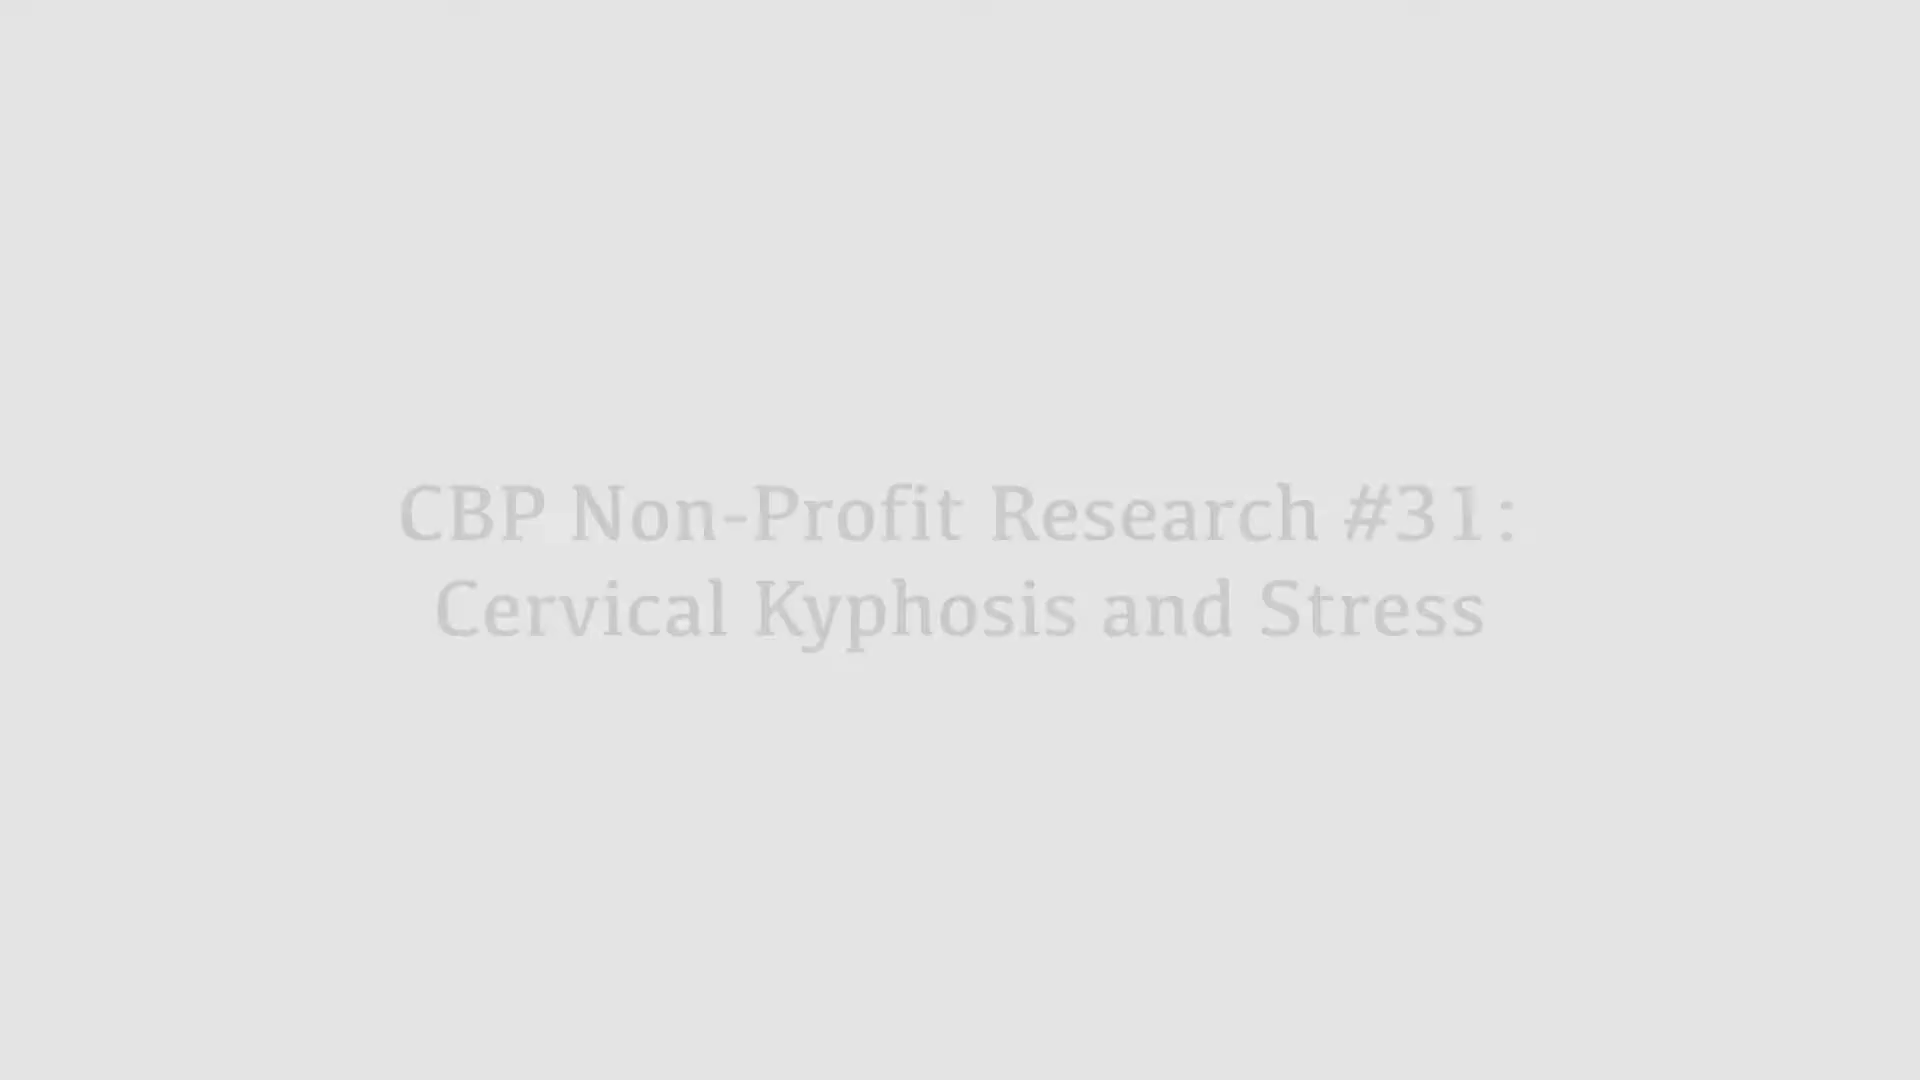 CBP Non-Profit Research #31:
Cervical Kyphosis and Stress